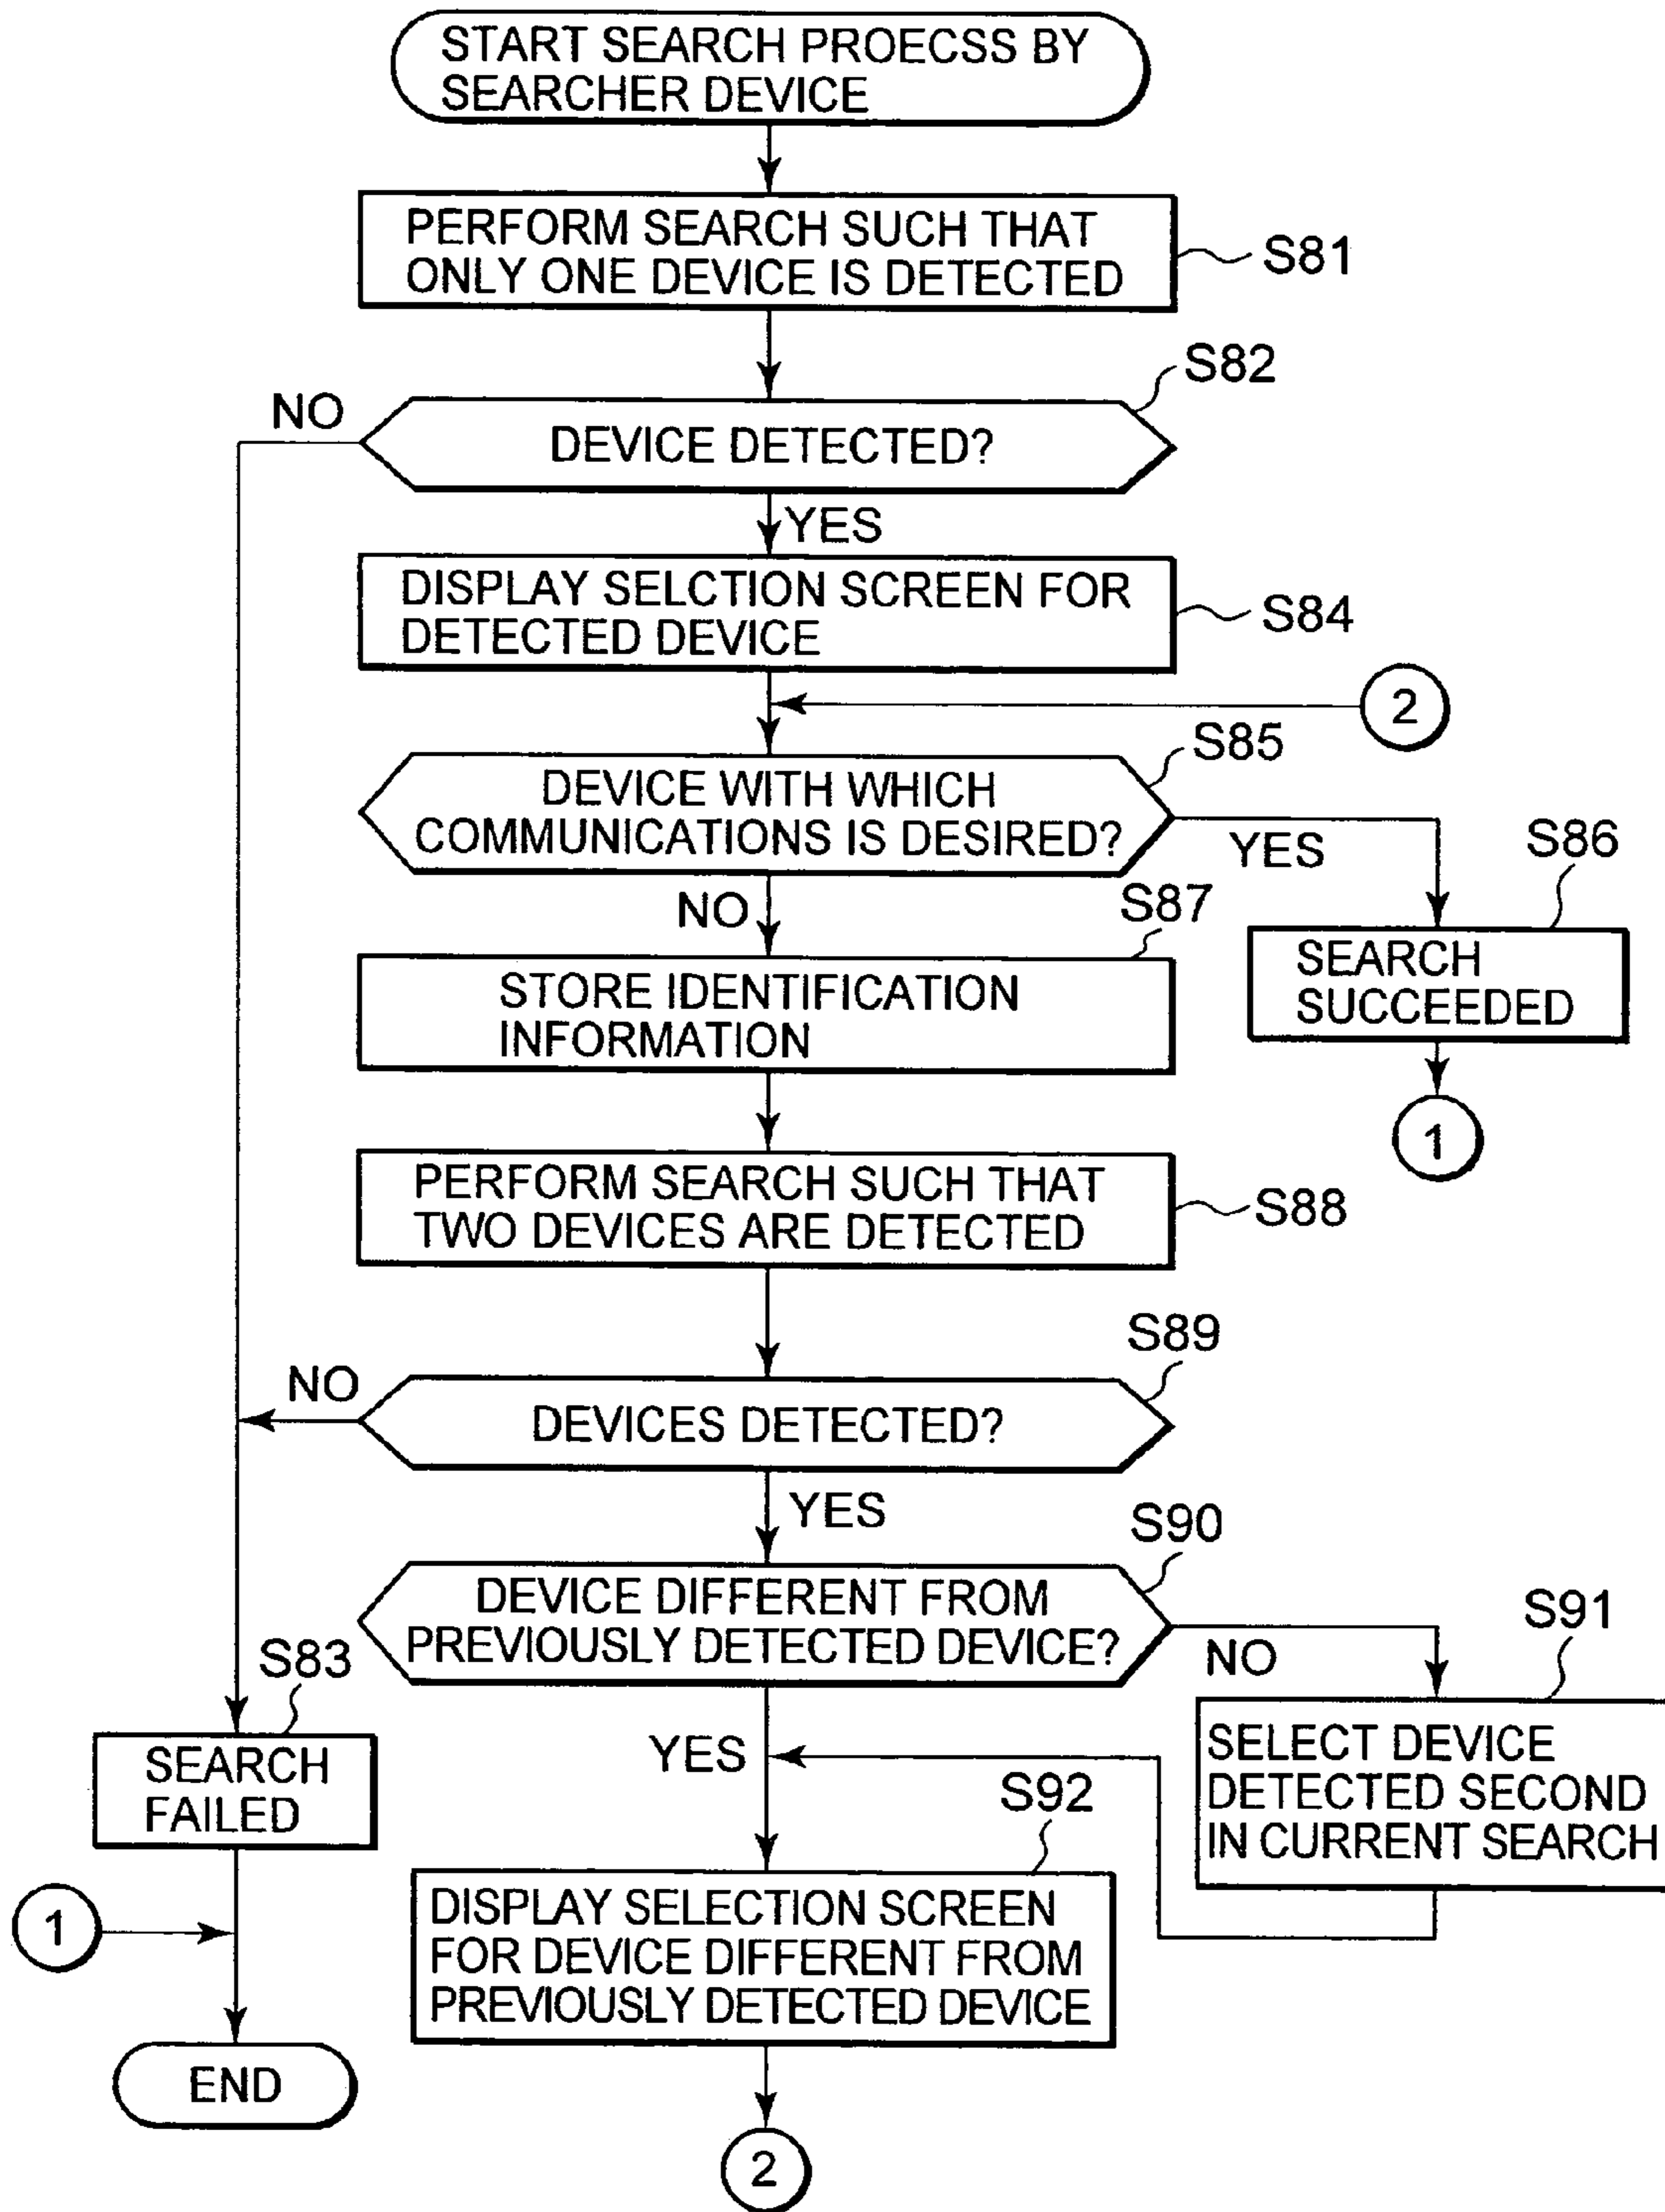 START SEARCH PROECSS BY
SEARCHER DEVICE
PERFORM SEARCH SUCH THAT
ONLY ONE DEVICE IS DETECTED
S81
S82
NO
DEVICE DETECTED?
YES
DISPLAY SELCTION SCREEN FOR
DETECTED DEVICE
S84
2
S85
DEVICE WITH WHICH
COMMUNICATIONS IS DESIRED?
YES
S86
NO
S87
SEARCH
SUCCEEDED
STORE IDENTIFICATION
INFORMATION
1
PERFORM SEARCH SUCH THAT
TWO DEVICES ARE DETECTED
S88
S89
NO
DEVICES DETECTED?
YES
S90
DEVICE DIFFERENT FROM
PREVIOUSLY DETECTED DEVICE?
NO
S91
S83
SEARCH
FAILED
YES
SELECT DEVICE
DETECTED SECOND
IN CURRENT SEARCH
S92
1
DISPLAY SELECTION SCREEN
FOR DEVICE DIFFERENT FROM
PREVIOUSLY DETECTED DEVICE
END
2